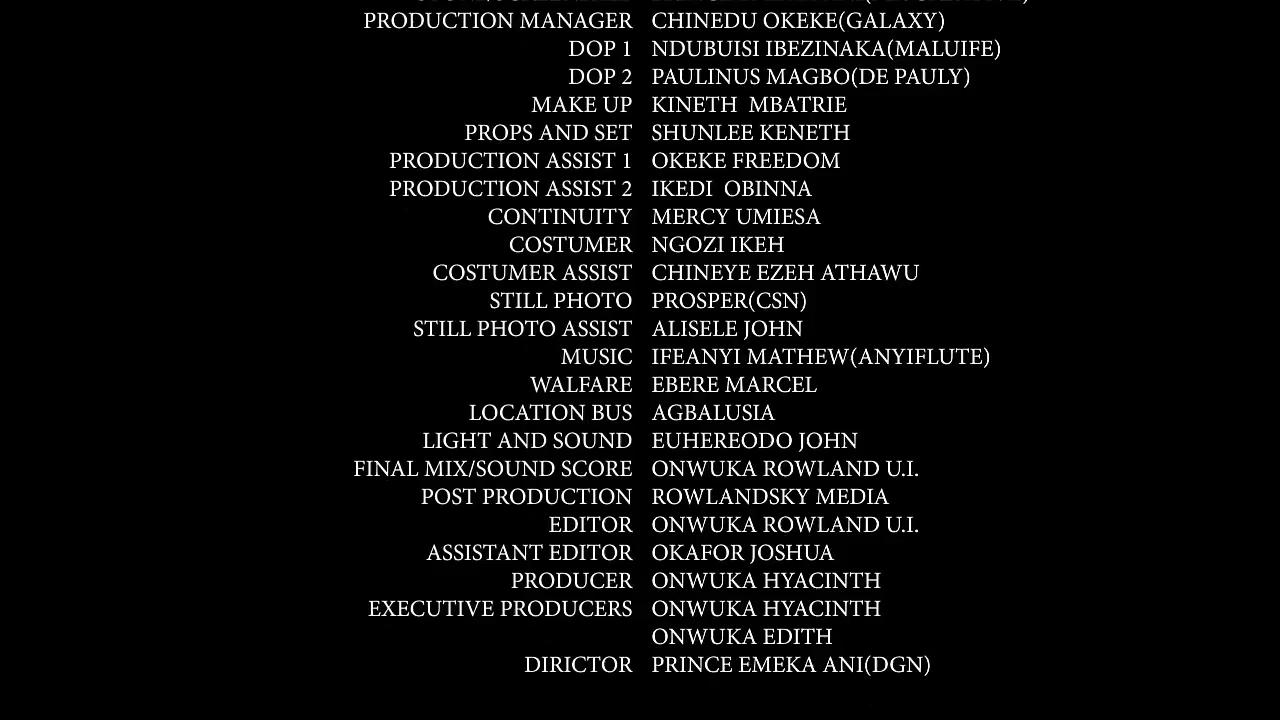 PRODUCTION MANAGER CHINEDU OKEKE(GALAXY)
DOP 1 NDUBUISI IBEZINAKA(MALUIFE)
DOP 2 PAULINUS MAGBO(DE PAULY)
MAKE UP KINETH MBATRIE
PROPS AND SET SHUNLEE KENETH
PRODUCTION ASSIST 1 OKEKE FREEDOM
PRODUCTION ASSIST 2 IKEDI OBINNA
CONTINUITY MERCY UMIESA
COSTUMER NGOZI IKEH
COSTUMER ASSIST CHINEYE EZEH ATHAWU
STILL PHOTO PROSPER(CSN)
STILL PHOTO ASSIST ALISELE JOHN
MUSIC IFEANYI MATHEW(ANYIFLUTE)
WALFARE EBERE MARCEL
LOCATION BUS AGBALUSIA
LIGHT AND SOUND EUHEREODO JOHN
FINAL MIX/SOUND SCORE ONWUKA ROWLAND U.I.
POST PRODUCTION ROWLANDSKY MEDIA
EDITOR ONWUKA ROWLAND U.I.
ASSISTANT EDITOR OKAFOR JOSHUA
PRODUCER ONWUKA HYACINTH
EXECUTIVE PRODUCERS ONWUKA HYACINTH
ONWUKA EDITH
DIRICTOR PRINCE EMEKA ANI(DGN)